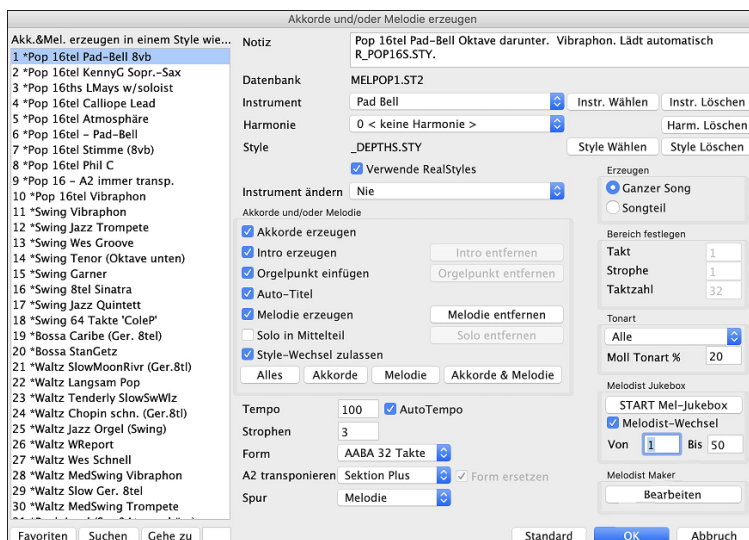 Akkorde und/oder Melodie erzeugen
Akk.&Mel. erzeugen in einem Style wie...
1 *Pop 16tel Pad-Bell 8vb
2 *Pop 16tel KennyG Sopr.-Sax
3 *Pop 16ths LMays w/soloist
4 *Pop 16tel Calliope Lead
5 *Pop 16tel Atmosphäre
6 *Pop 16tel - Pad-Bell
7 *Pop 16tel Stimme (8vb)
8 *Pop 16tel Phil C
9 *Pop 16 - A2 immer transp.
10 *Pop 16tel Vibraphon
11 *Swing Vibraphon
12 *Swing Jazz Trompete
13 *Swing Wes Groove
14 *Swing Tenor (Oktave unten)
15 *Swing Garner
16 *Swing 8tel Sinatra
17 *Swing Jazz Quintett
18 *Swing 64 Takte 'ColeP'
19 *Bossa Caribe (Ger. 8tel)
20 *Bossa StanGetz
21 *Waltz SlowMoonRivr (Ger.8tl)
22 *Waltz Langsam Pop
23 *Waltz Tenderly SlowSwWlz
24 *Waltz Chopin schn. (Ger.8tl)
25 *Waltz Jazz Orgel (Swing)
26 *Waltz WReport
27 *Waltz Wes Schnell
28 *Waltz MedSwing Vibraphon
29 *Waltz Slow Ger. 8tel
30 *Waltz MedSwing Trompete
Favoriten Suchen Gehe zu
Notiz
Pop 16tel Pad-Bell Oktave darunter. Vibraphon. Lädt automatisch
R_POP16S.STY.
Datenbank MELPOP1.ST2
Instrument Pad Bell Instr. Wählen Instr. Löschen
Harmonie 0 < keine Harmonie > Harm. Löschen
Style _DEPTHS.STY Style Wählen Style Löschen
Verwende RealStyles
Instrument ändern Nie
Akkorde und/oder Melodie
Akkorde erzeugen
Intro erzeugen Intro entfernen
Orgelpunkt einfügen Orgelpunkt entfernen
Auto-Titel
Melodie erzeugen Melodie entfernen
Solo in Mittelteil Solo entfernen
Style-Wechsel zulassen
Alles Akkorde Melodie Akkorde & Melodie
Tempo 100 AutoTempo
Strophen 3
Form AABA 32 Takte
A2 transponieren Sektion Plus Form ersetzen
Spur Melodie
Erzeugen
Ganzer Song
Songteil
Bereich festlegen
Takt 1
Strophe 1
Taktzahl 32
Tonart
Alle
Moll Tonart % 20
Melodist Jukebox
START Mel-Jukebox
Melodist-Wechsel
Von 1 Bis 50
Melodist Maker
Bearbeiten
Standard OK Abbruch